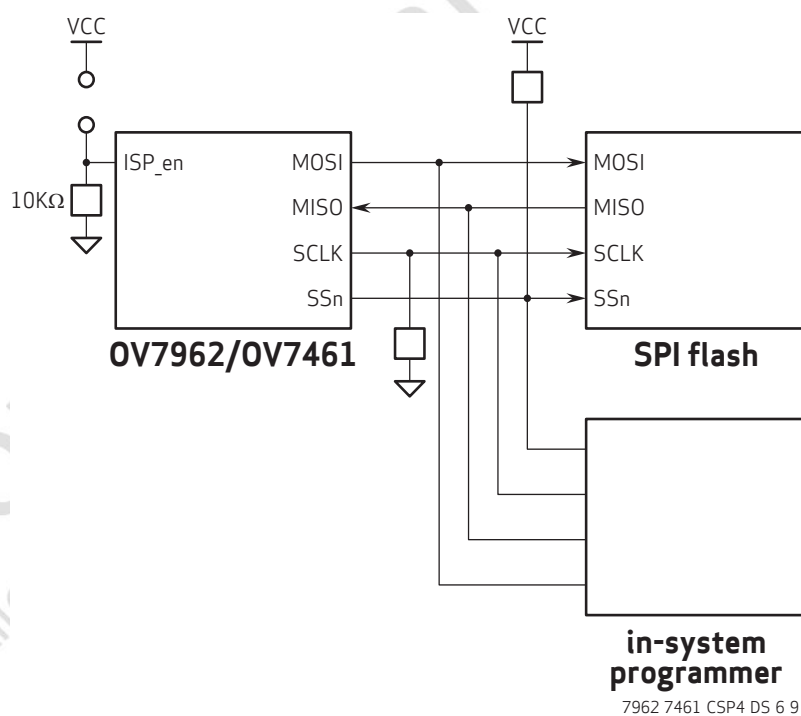 VCC
VCC
ISP_en
MOSI
MOSI
10KΩ
MISO
MISO
SCLK
SCLK
SSn
SSn
OV7962/OV7461
SPI flash
in-system
programmer
7962 7461 CSP4 DS 6 9